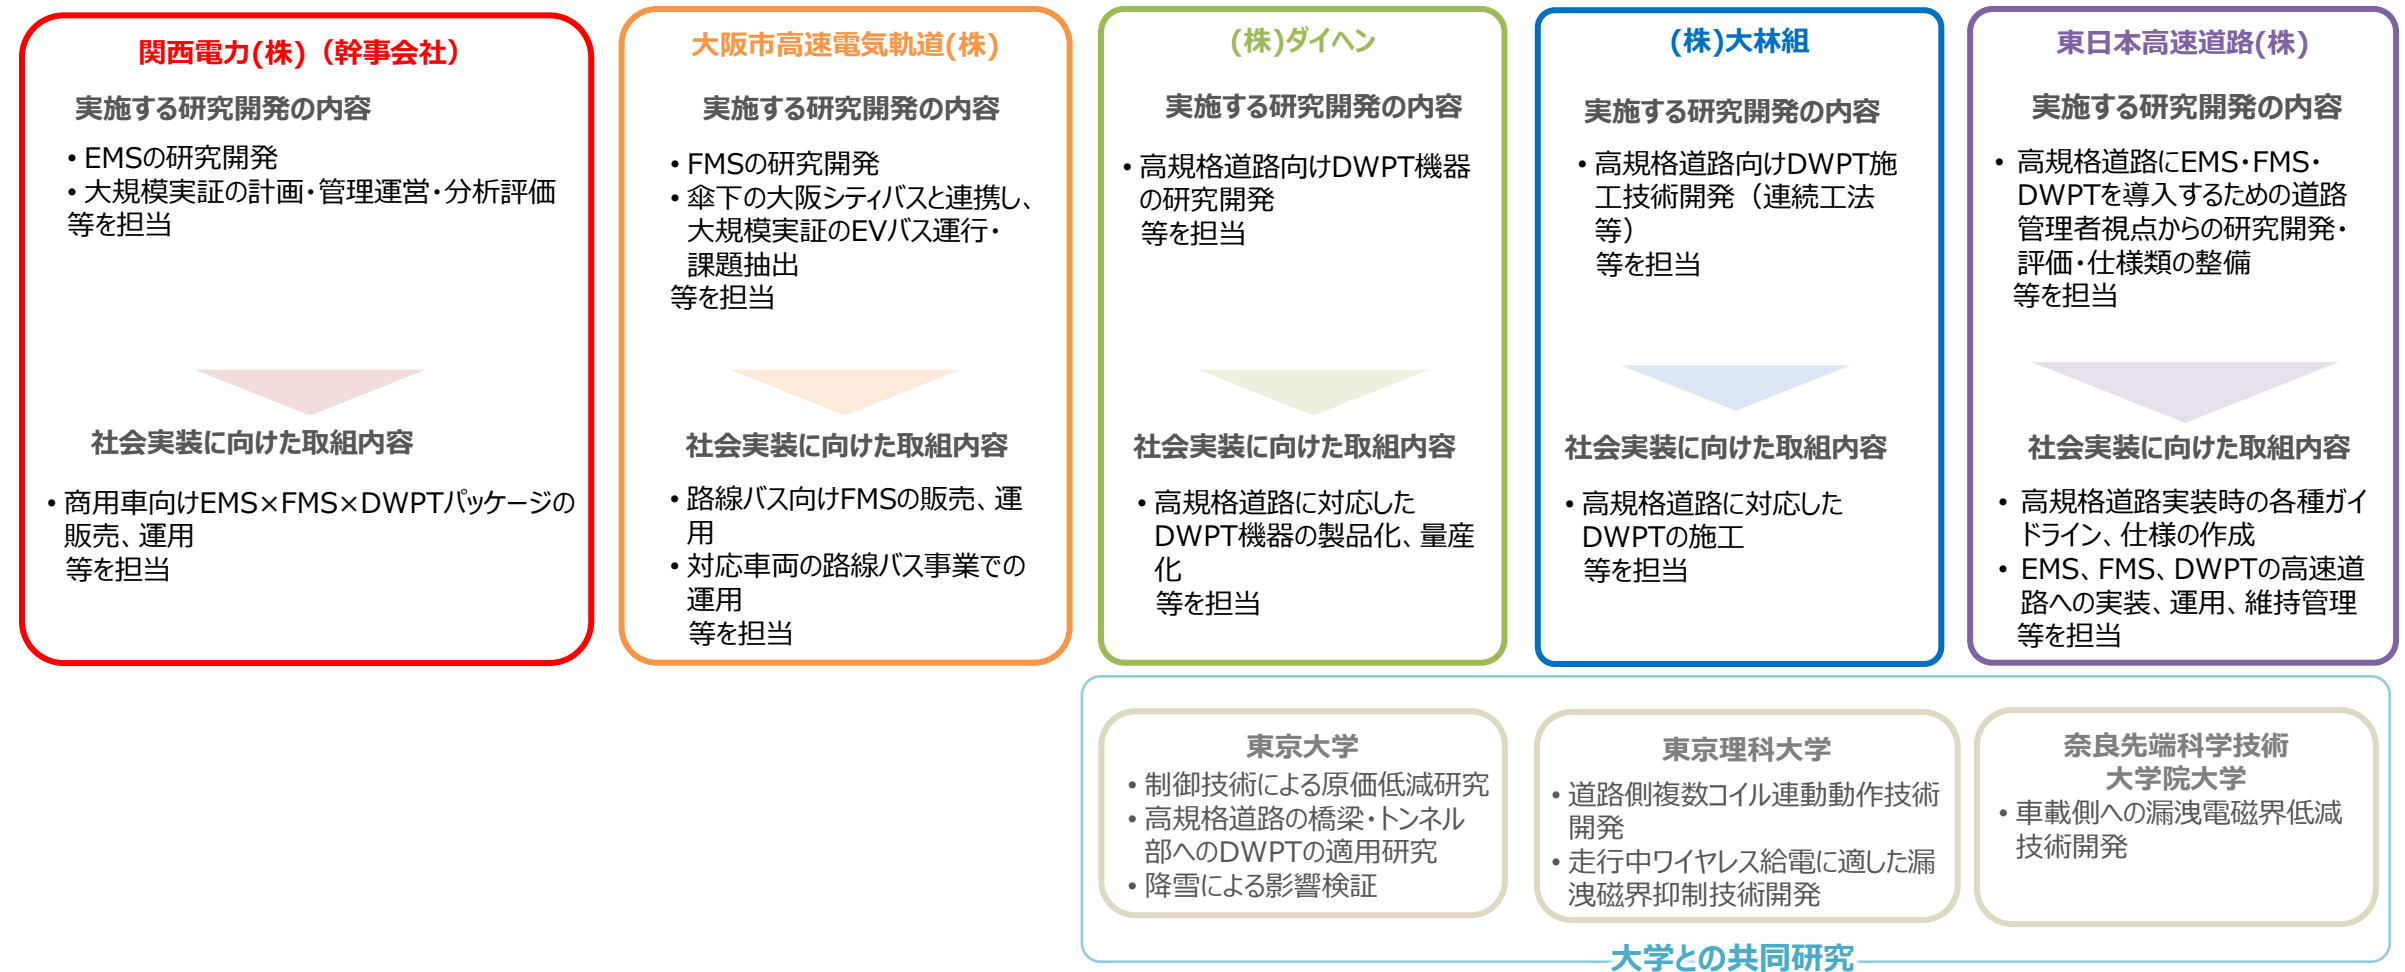 関西電力(株)（幹事会社）
実施する研究開発の内容
• EMSの研究開発
• 大規模実証の計画・管理運営・分析評価
等を担当
社会実装に向けた取組内容
• 商用車向けEMS×FMS×DWPTパッケージの
販売、運用
等を担当
大阪市高速電気軌道(株)
実施する研究開発の内容
• FMSの研究開発
• 傘下の大阪シティバスと連携し、
大規模実証のEVバス運行・
課題抽出
等を担当
社会実装に向けた取組内容
• 路線バス向けFMSの販売、運
用
• 対応車両の路線バス事業での
運用
等を担当
(株)ダイヘン
実施する研究開発の内容
• 高規格道路向けDWPT機器
の研究開発
等を担当
社会実装に向けた取組内容
• 高規格道路に対応した
DWPT機器の製品化、量産
化
等を担当
(株)大林組
実施する研究開発の内容
• 高規格道路向けDWPT施
工技術開発（連続工法
等）
等を担当
社会実装に向けた取組内容
• 高規格道路に対応した
DWPTの施工
等を担当
東日本高速道路(株)
実施する研究開発の内容
• 高規格道路にEMS・FMS・
DWPTを導入するための道路
管理者視点からの研究開発・
評価・仕様類の整備
等を担当
社会実装に向けた取組内容
• 高規格道路実装時の各種ガイ
ドライン、仕様の作成
• EMS、FMS、DWPTの高速道
路への実装、運用、維持管理
等を担当
東京大学
• 制御技術による原価低減研究
• 高規格道路の橋梁・トンネル
部へのDWPTの適用研究
• 降雪による影響検証
東京理科大学
• 道路側複数コイル連動動作技術
開発
• 走行中ワイヤレス給電に適した漏
洩磁界抑制技術開発
奈良先端科学技術
大学院大学
• 車載側への漏洩電磁界低減
技術開発
大学との共同研究